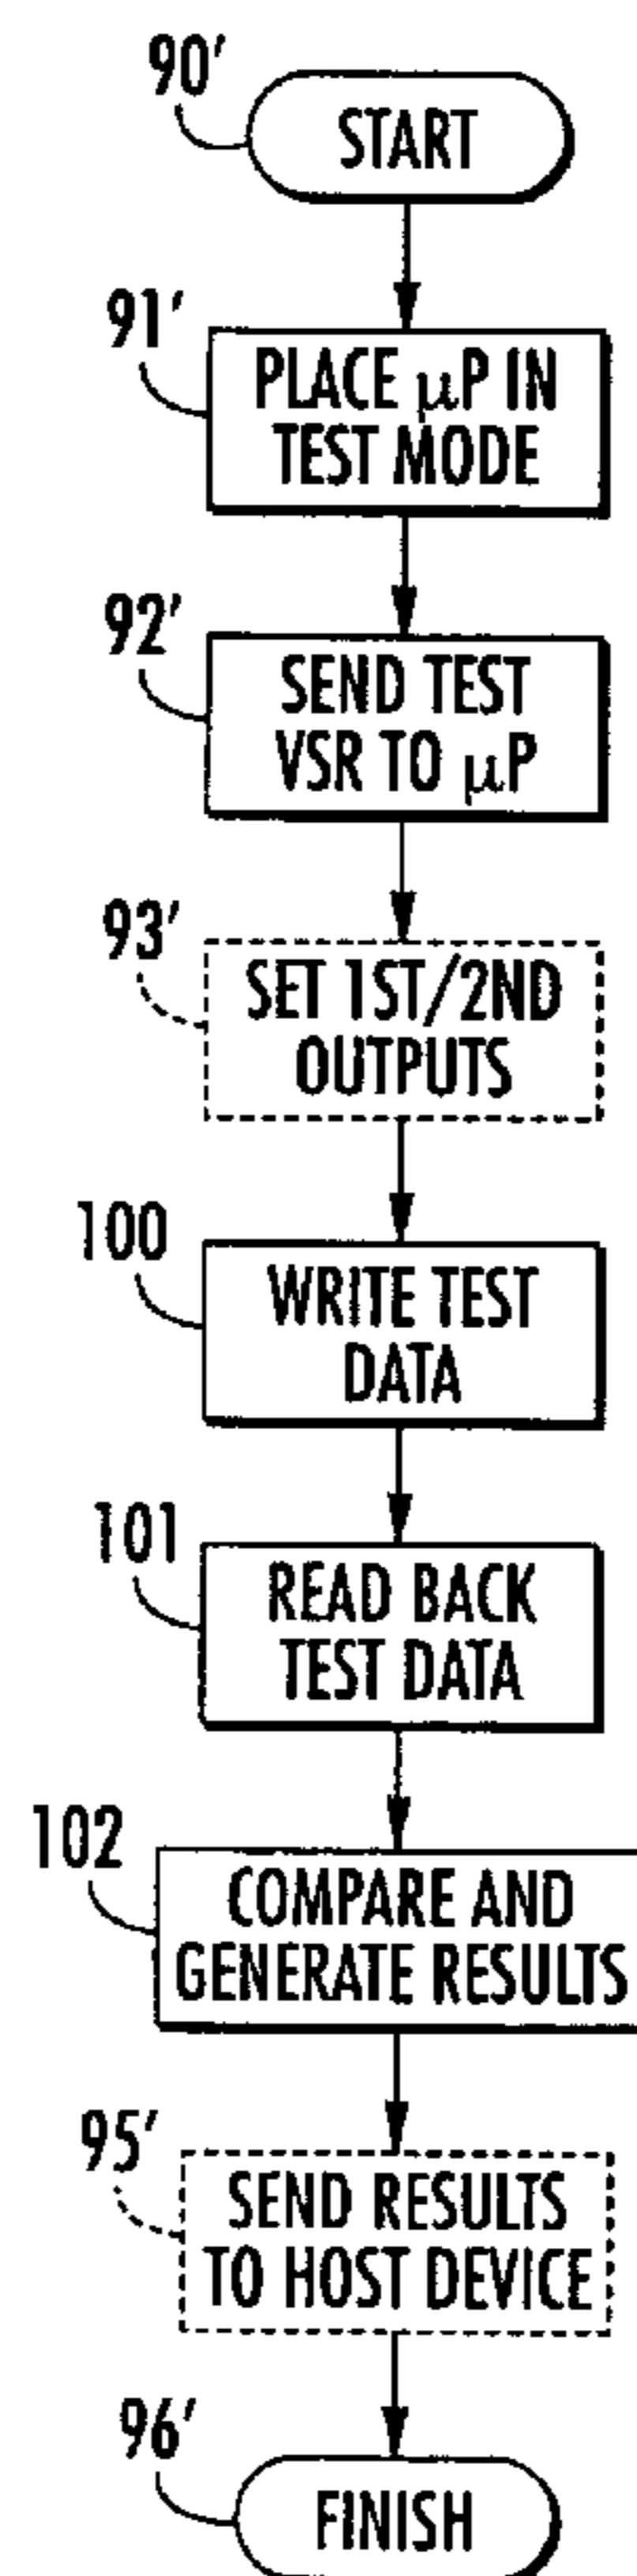 90'
START
91'
PLACE μP IN
TEST MODE
92'
SEND TEST
VSR TO μP
93'
SET 1ST/2ND
OUTPUTS
100
WRITE TEST
DATA
101
READ BACK
TEST DATA
102
COMPARE AND
GENERATE RESULTS
95'
SEND RESULTS
TO HOST DEVICE
96'
FINISH